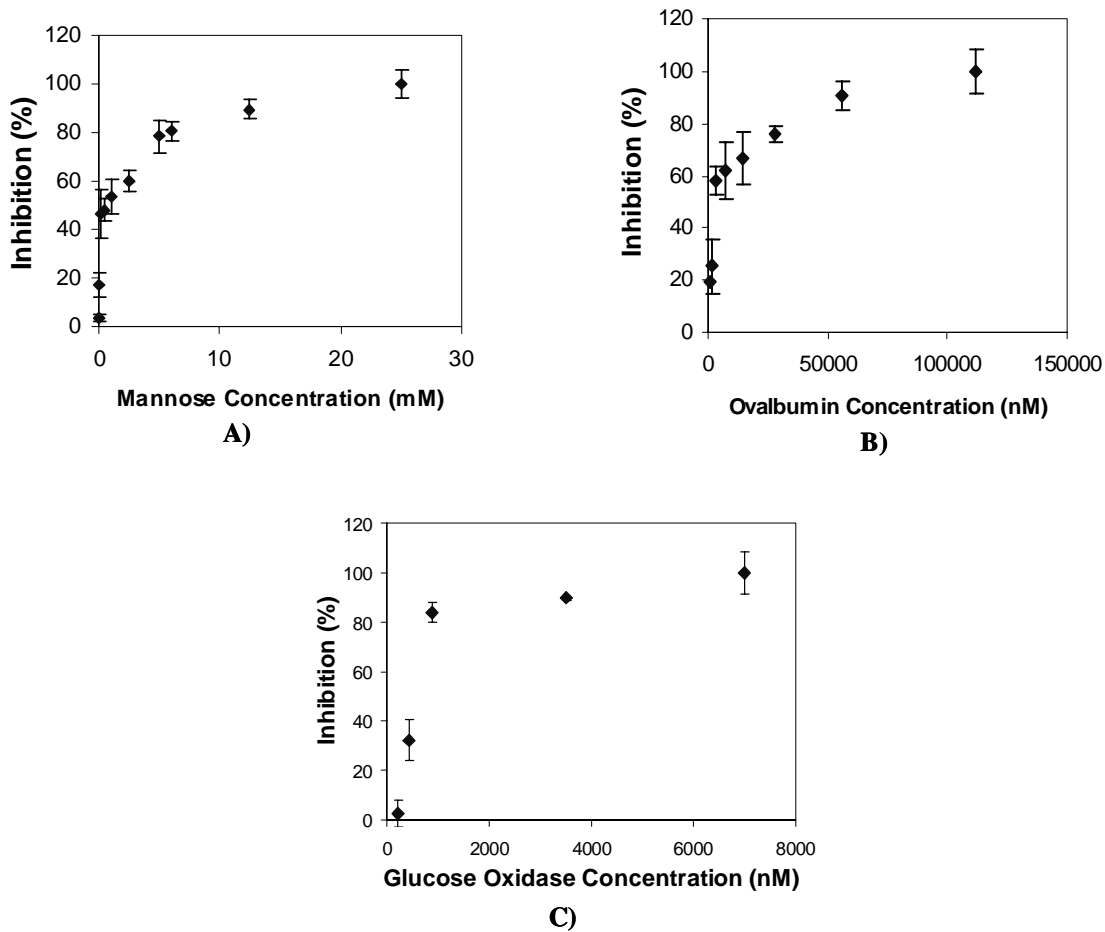 120
100
80
60
40
20
0
Inhibition (%)
0 10 20 30
Mannose Concentration (mM)
A)
120
100
80
60
40
20
0
Inhibition (%)
0 50000 100000 150000
Ovalbumin Concentration (nM)
B)
120
100
80
60
40
20
0
Inhibition (%)
0 2000 4000 6000 8000
Glucose Oxidase Concentration (nM)
C)